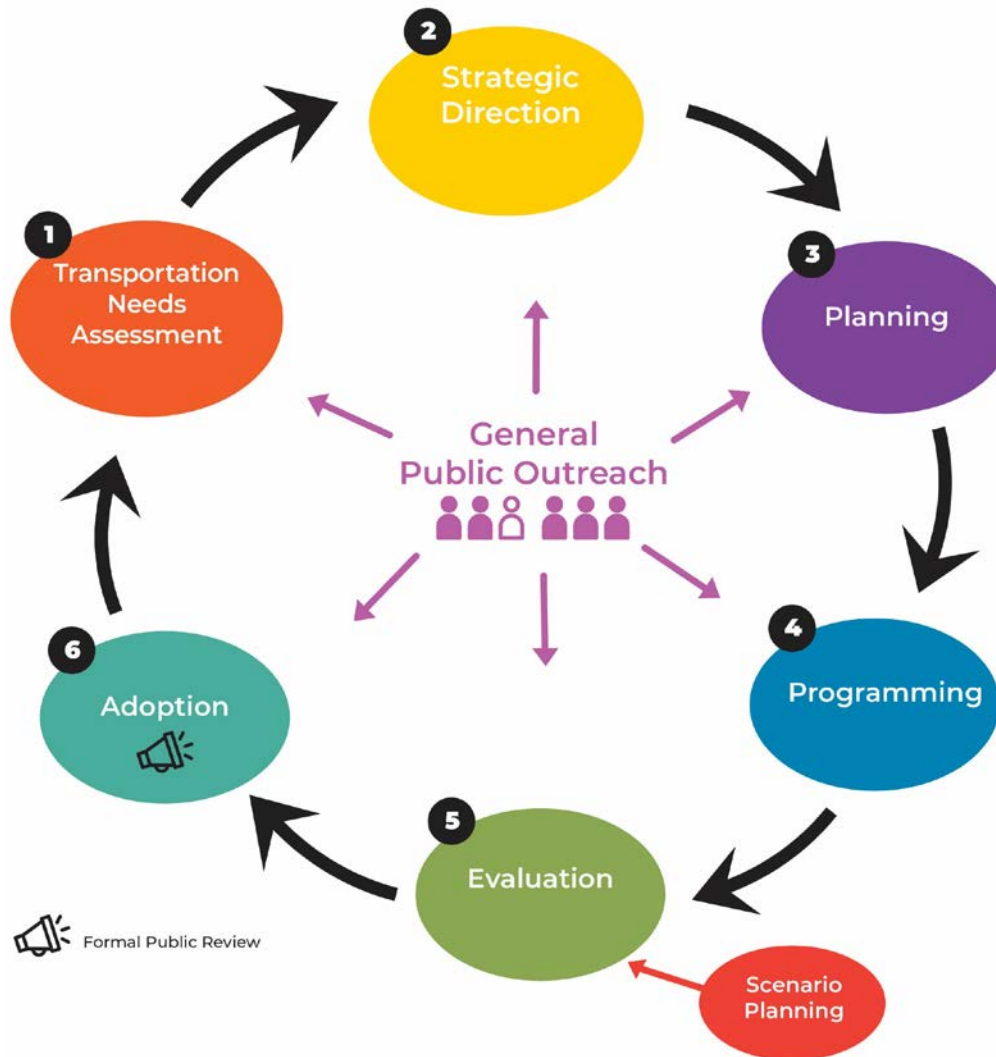 2
Strategic
Direction
1
Transportation
Needs
Assessment
3
Planning
General
Public Outreach
4
Programming
6
Adoption
5
Evaluation
Formal Public Review
Scenario
Planning